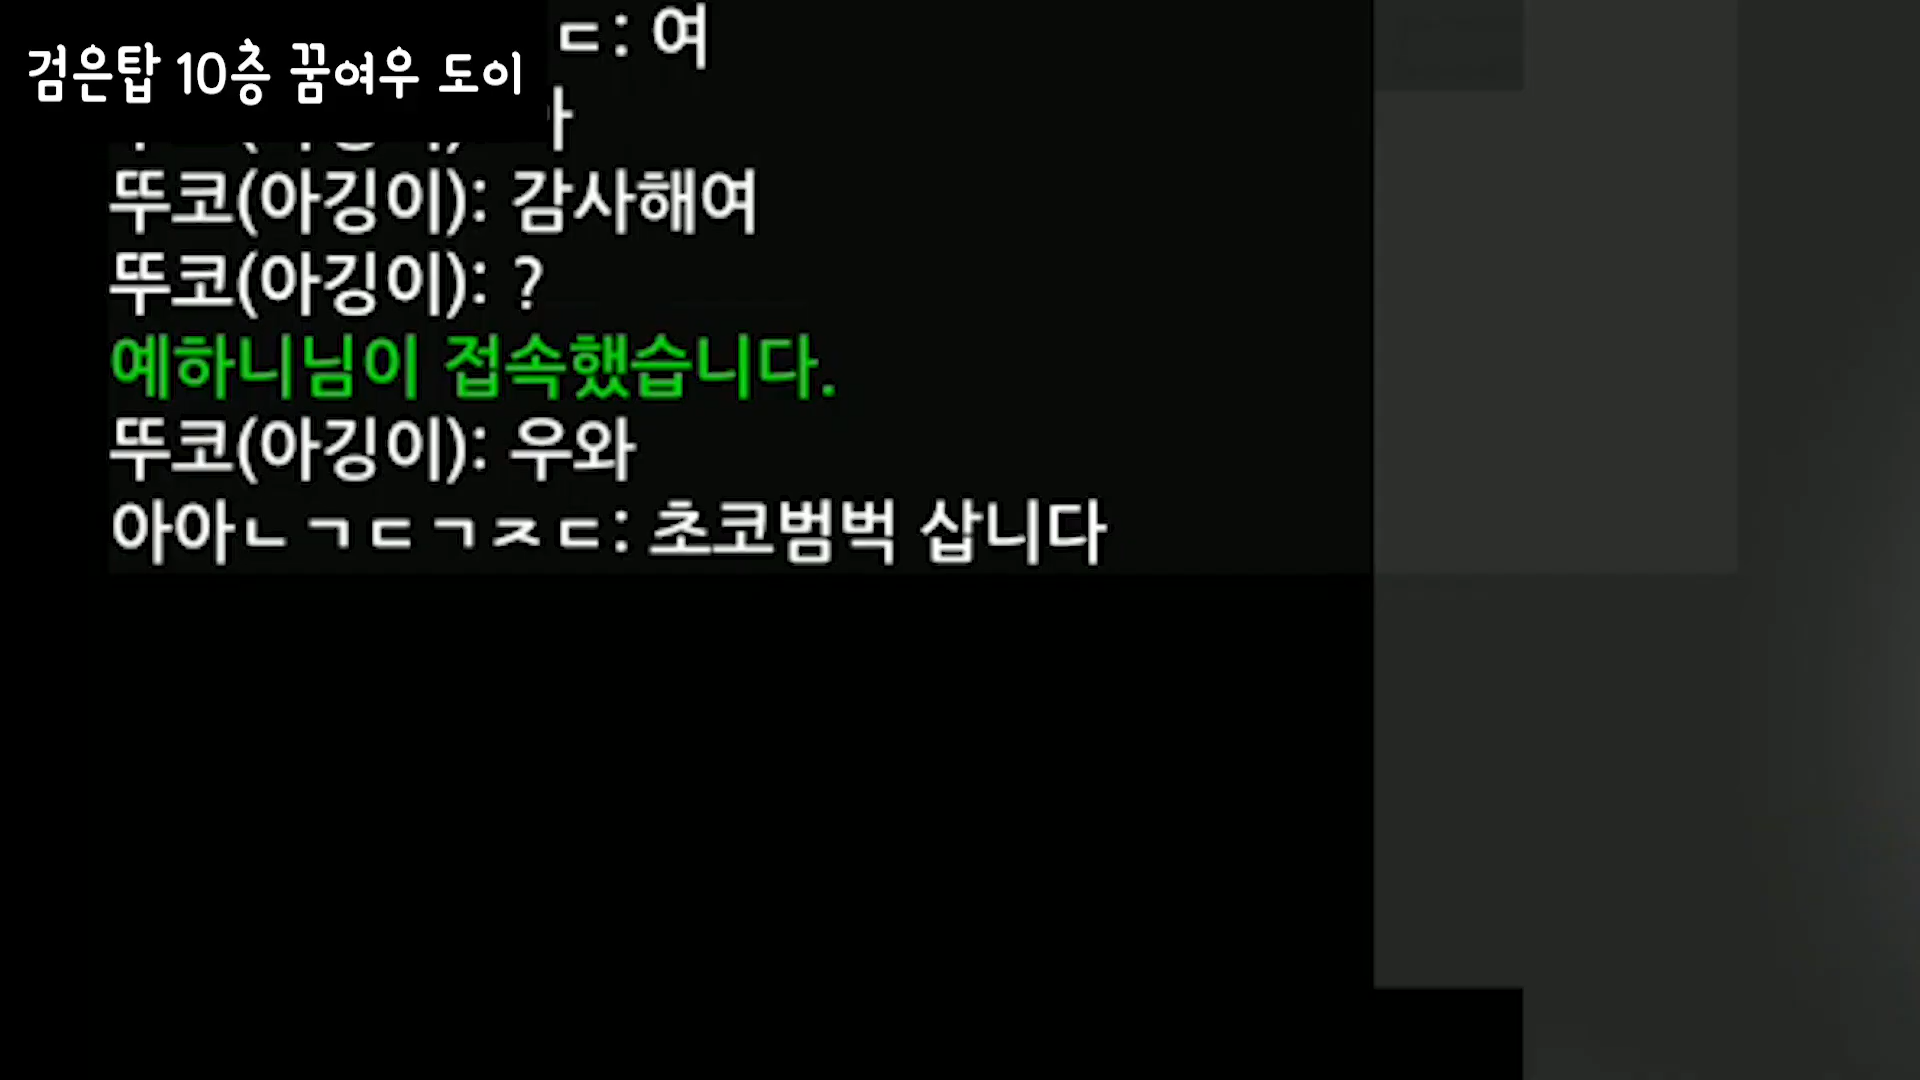 검은탑 10층 꿈여우 도이
ㄷ: 여
뚜코(아깅이): 감사해여
뚜코(아깅이): ?
예하니님이 접속했습니다.
뚜코(아깅이): 우와
아아ㄴㄱㄷㄱㅈㄷ: 초코범벅 삽니다